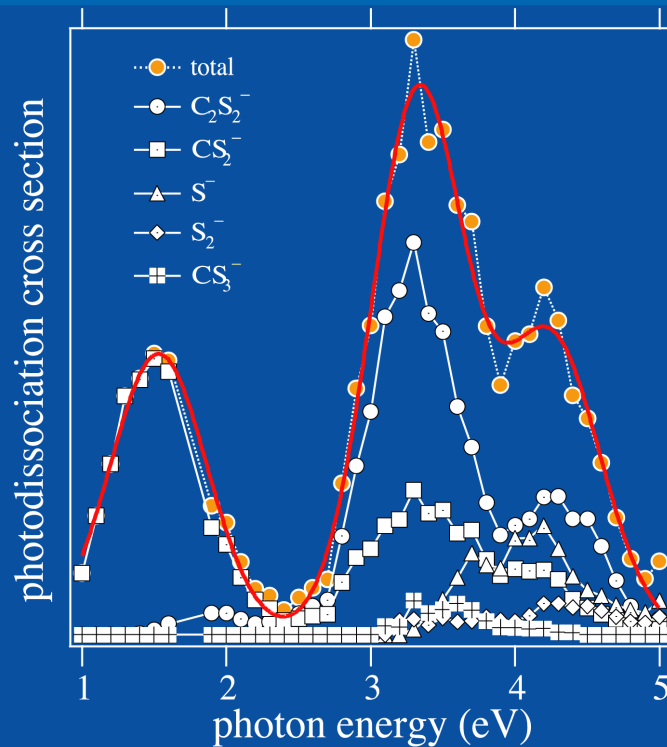 photodissociation cross section
total
C₂S₂⁻
CS₂⁻
S⁻
S₂⁻
CS₃⁻
1 2 3 4 5
photon energy (eV)